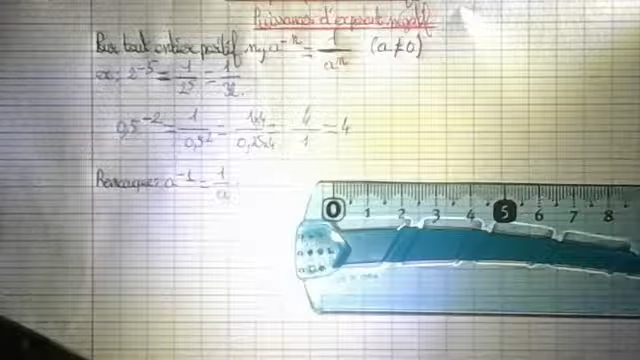 Puissances d'exposant négatif
Pour tout entier positif n, a⁻ⁿ = 1/aⁿ (a ≠ 0)
ex: 2⁻⁵ = 1/2⁵ = 1/32.
0,5⁻² = 1/0,5² = 1×4/0,25×4 = 4/1 = 4
Remarque: a⁻¹ = 1/a
0 1 2 3 4 5 6 7 8